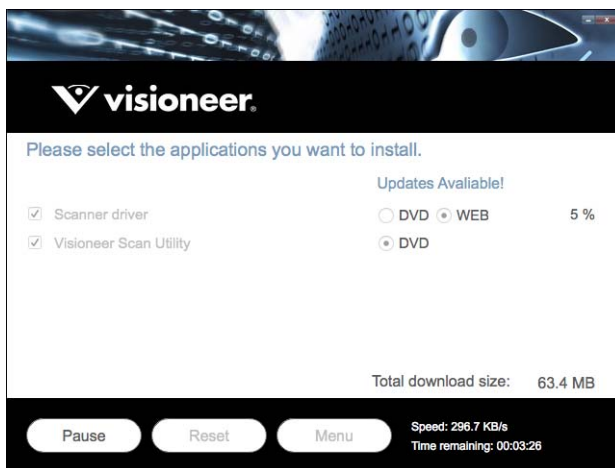 visioneer®
Please select the applications you want to install.
Updates Avaliable!
Scanner driver DVD WEB 5 %
Visioneer Scan Utility DVD
Total download size: 63.4 MB
Pause Reset Menu
Speed: 296.7 KB/s
Time remaining: 00:03:26